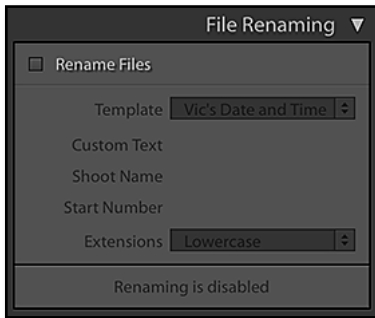 File Renaming
Rename Files
Template Vic's Date and Time
Custom Text
Shoot Name
Start Number
Extensions Lowercase
Renaming is disabled